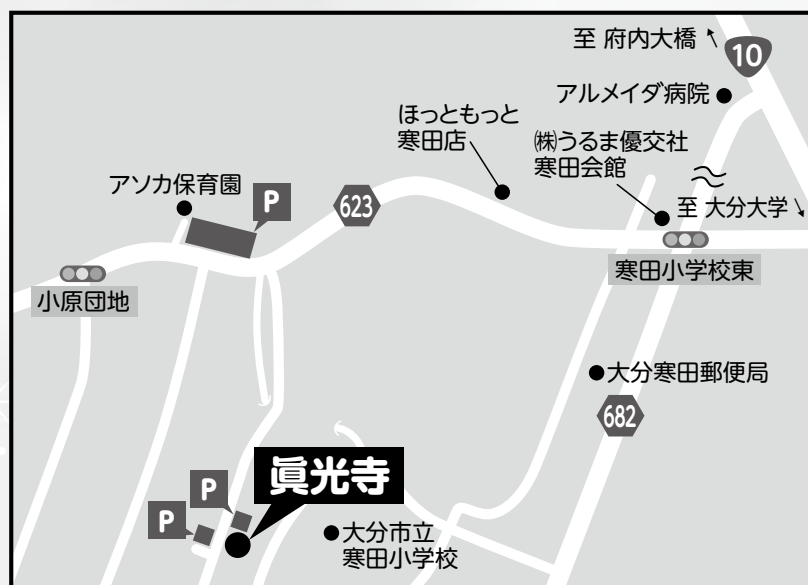 至 府内大橋
10
アルメイダ病院
ほっともっと
寒田店
㈱うるま優交社
寒田会館
アソカ保育園
P
623
至 大分大学
寒田小学校東
小原団地
大分寒田郵便局
682
眞光寺
P
P
大分市立
寒田小学校